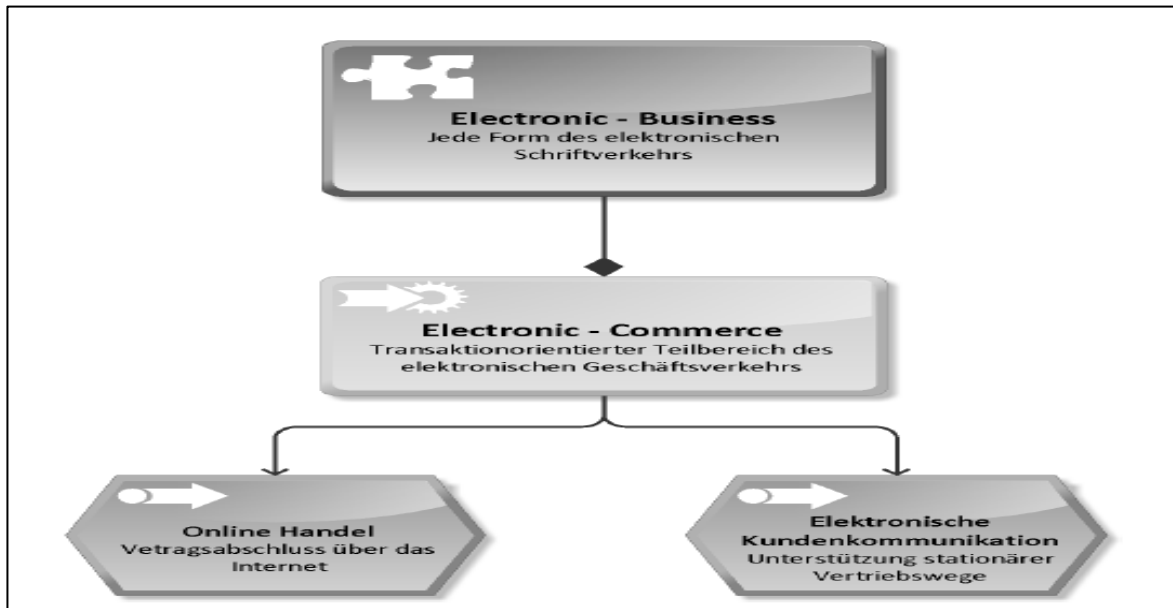 Electronic - Business
Jede Form des elektronischen
Schriftverkehrs
Electronic - Commerce
Transaktionorientierter Teilbereich des
elektronischen Geschäftsverkehrs
Online Handel
Vetragsabschluss über das
Internet
Elektronische
Kundenkommunikation
Unterstützung stationärer
Vertriebswege